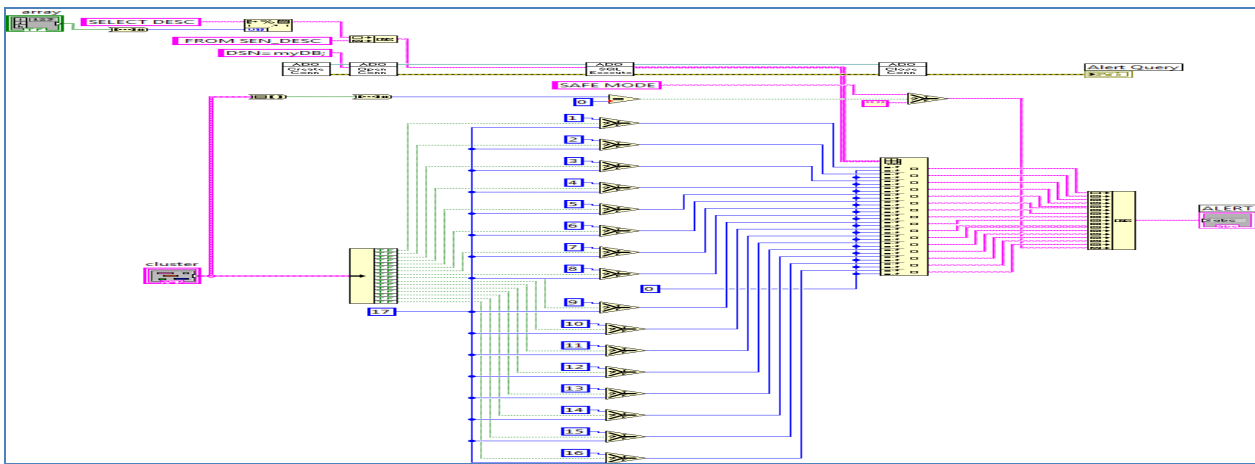 array
SELECT DESC
FROM SEN_DESC
DSN=myDB;
ADO
Create
Conn
ADO
Open
Conn
ADO
SQL
Execute
ADO
Close
Conn
Alert Query
SAFE MODE
0
1
2
3
4
5
6
7
8
cluster
0
9
17
10
11
12
13
14
15
16
ALERT
abc